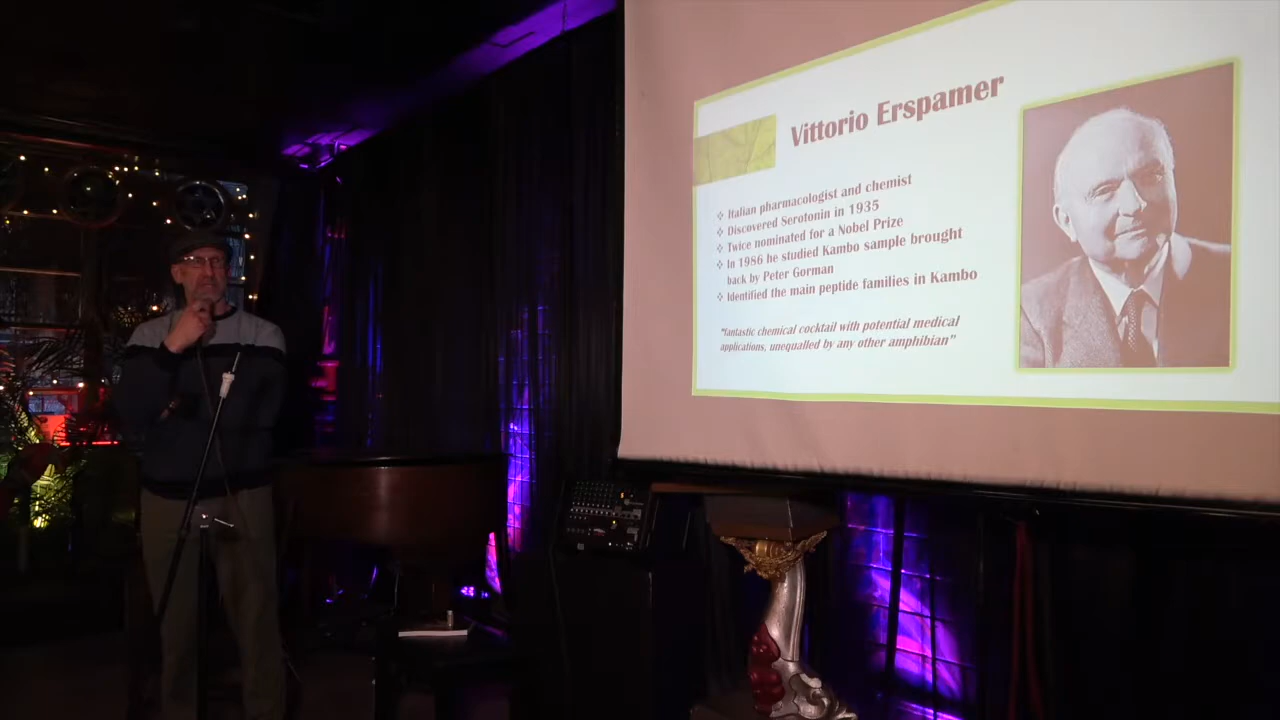 Vittorio Erspamer
❖ Italian pharmacologist and chemist
❖ Discovered Serotonin in 1935
❖ Twice nominated for a Nobel Prize
❖ In 1986 he studied Kambo sample brought
back by Peter Gorman
❖ Identified the main peptide families in Kambo
"fantastic chemical cocktail with potential medical
applications, unequalled by any other amphibian"